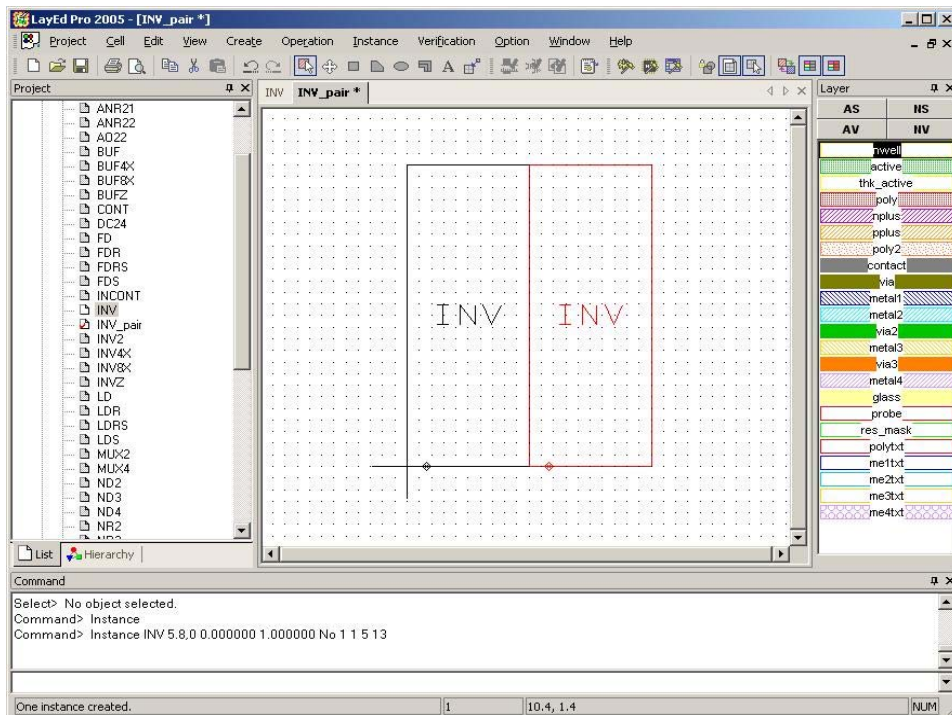 LayEd Pro 2005 - [INV_pair *]
Project Cell Edit View Create Operation Instance Verification Option Window Help
Project
INV INV_pair *
Layer
ANR21
ANR22
AO22
BUF
BUF4X
BUF8X
BUFZ
CONT
DC24
FD
FDR
FDRS
FDS
INCONT
INV
INV_pair
INV2
INV4X
INV8X
INVZ
LD
LDR
LDRS
LDS
MUX2
MUX4
ND2
ND3
ND4
NR2
List Hierarchy
INV INV
AS NS
AV NV
nwell
active
thk_active
poly
nplus
pplus
poly2
contact
via
metal1
metal2
via2
metal3
via3
metal4
glass
probe
res_mask
polytxt
me1txt
me2txt
me3txt
me4txt
Command
Select> No object selected.
Command> Instance
Command> Instance INV 5.8,0 0.000000 1.000000 No 1 1 5 13
One instance created. 1 10.4, 1.4 NUM